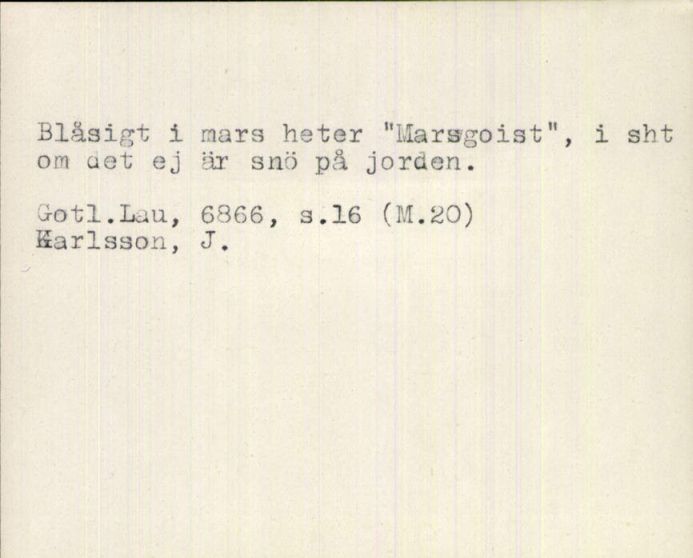 Blåsigt i mars heter "Marsgoist", i sht
om det ej är snö på jorden.
Gotl.Lau, 6866, s.16 (M.20)
Karlsson, J.